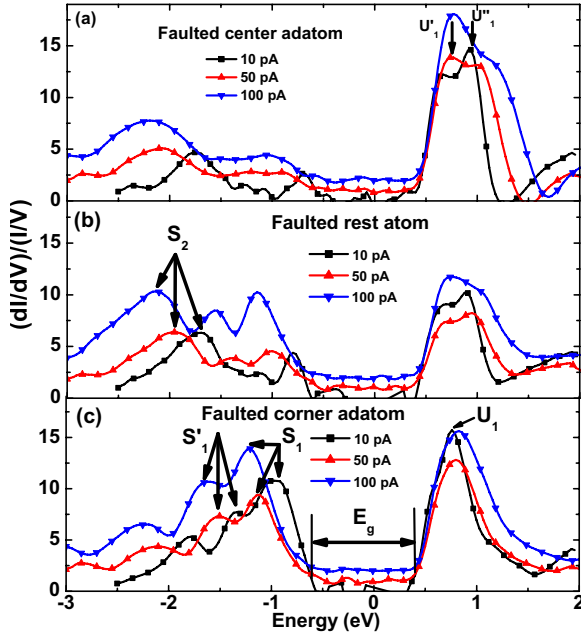 (a)
Faulted center adatom
10 pA
50 pA
100 pA
U'1
U''1
20
15
10
5
0
(b)
Faulted rest atom
10 pA
50 pA
100 pA
S2
15
10
5
0
(dI/dV)/(I/V)
(c)
Faulted corner adatom
10 pA
50 pA
100 pA
S'1
S1
U1
Eg
15
10
5
0
-3 -2 -1 0 1 2
Energy (eV)